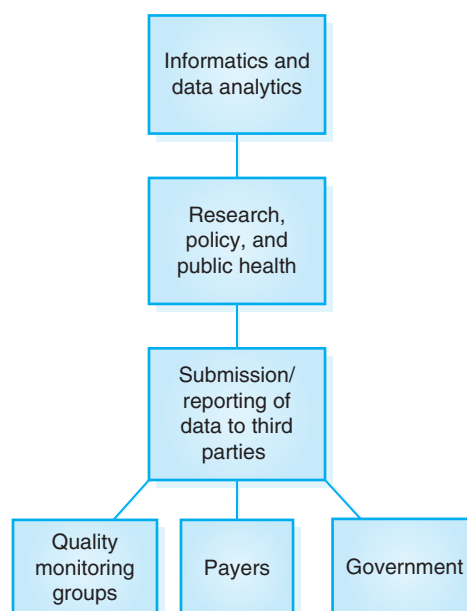 Informatics and
data analytics
Research,
policy, and
public health
Submission/
reporting of
data to third
parties
Quality
monitoring
groups
Payers
Government